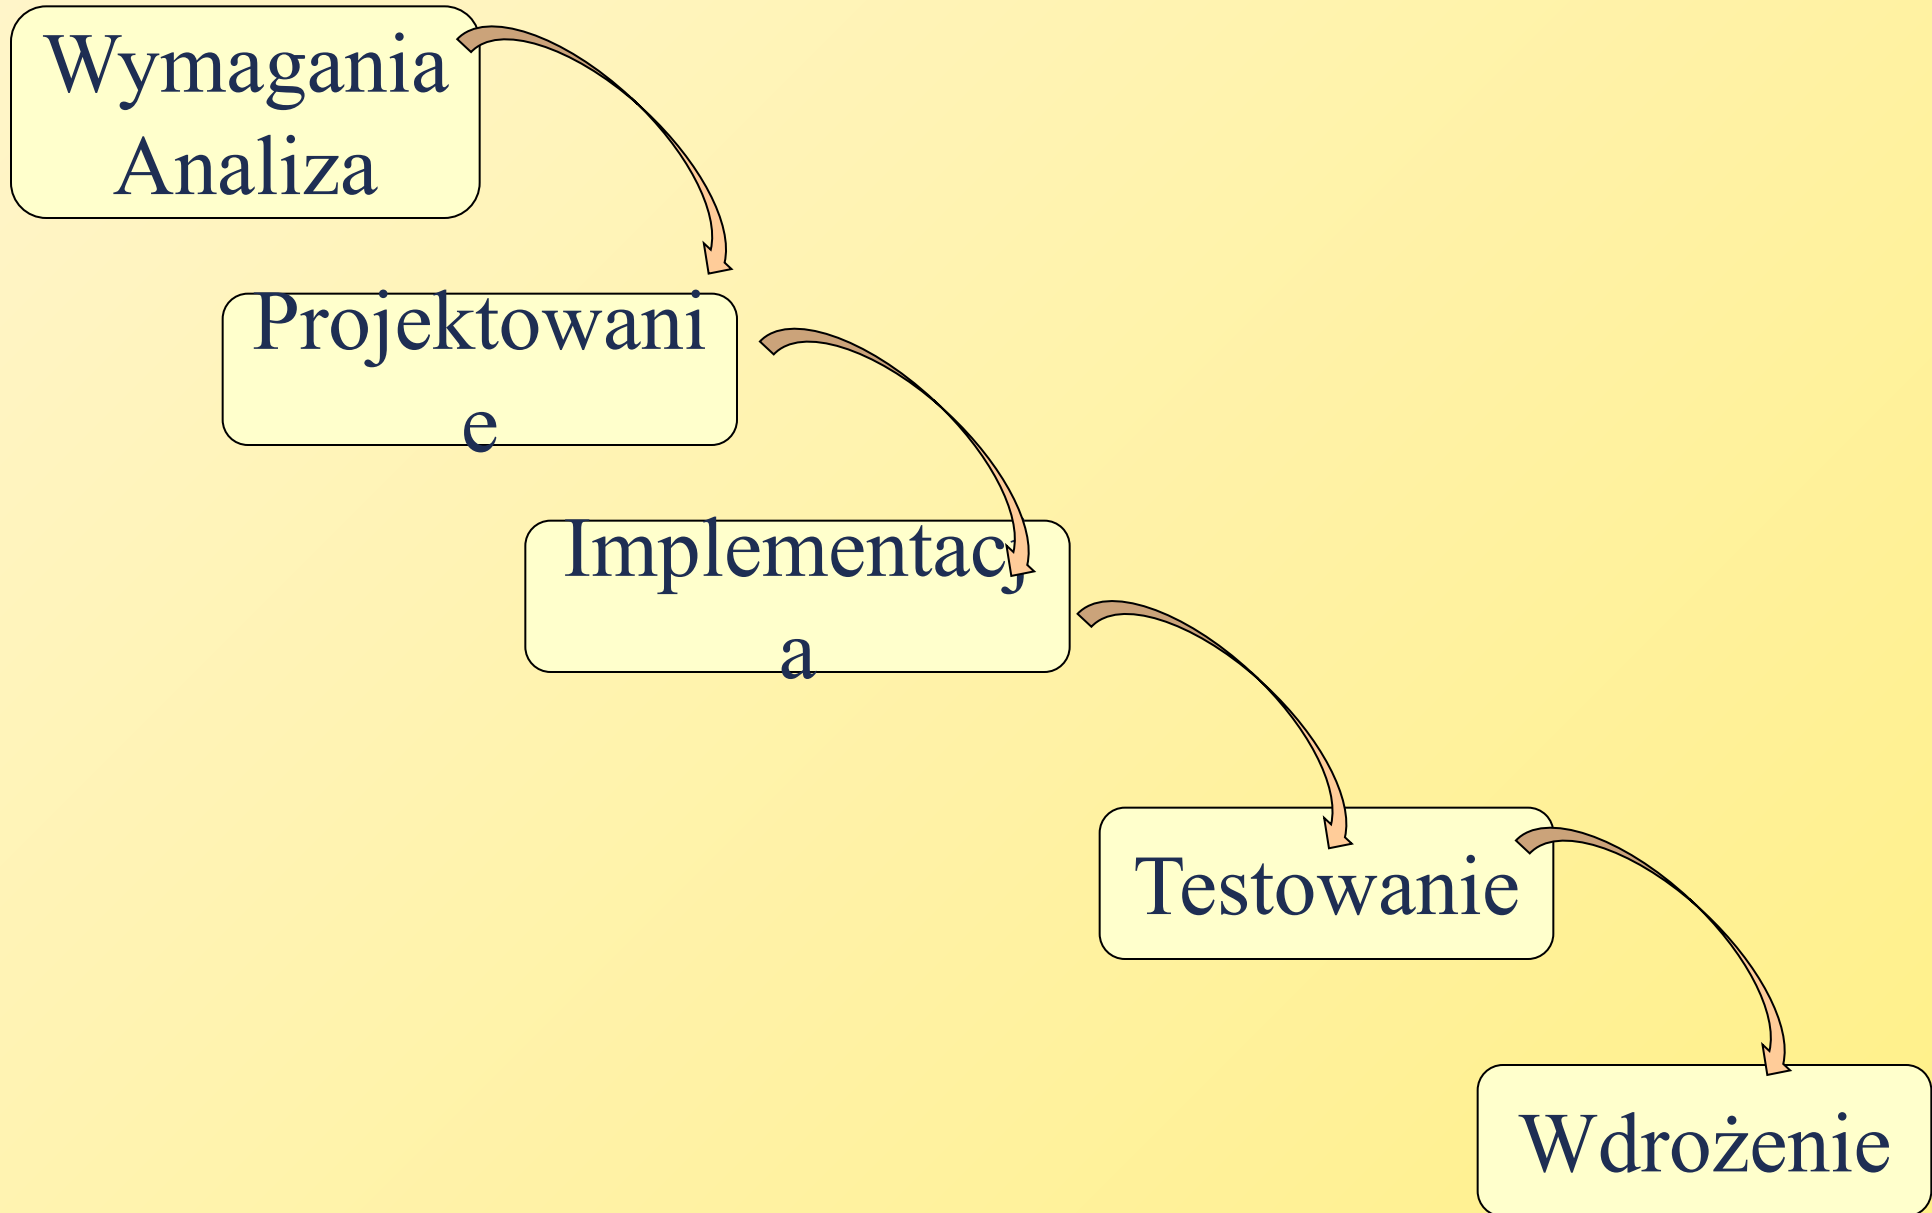 Wymagania
Analiza
Projektowani
e
Implementacj
a
Testowanie
Wdrożenie